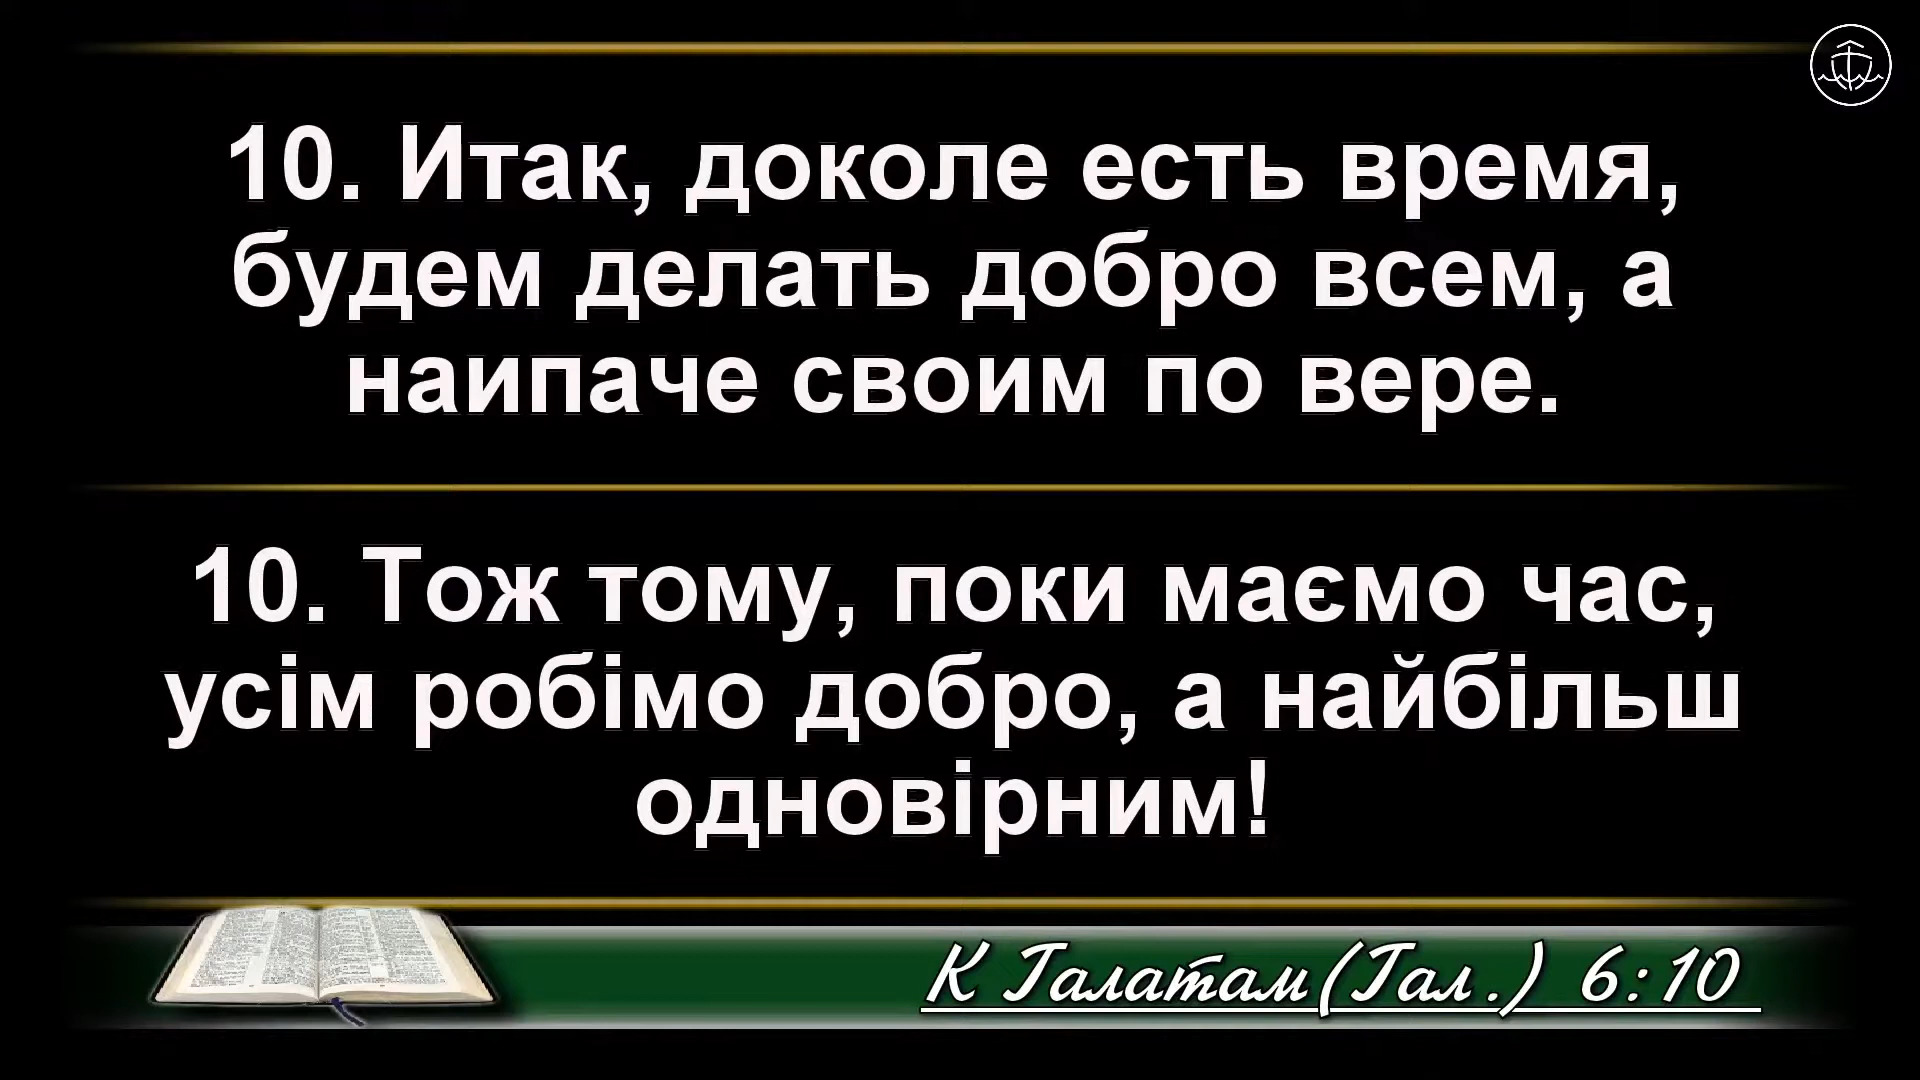 10. Итак, доколе есть время,
будем делать добро всем, а
наипаче своим по вере.
10. Тож тому, поки маємо час,
усім робімо добро, а найбільш
одновірним!
К Галатам(Гал.) 6:10